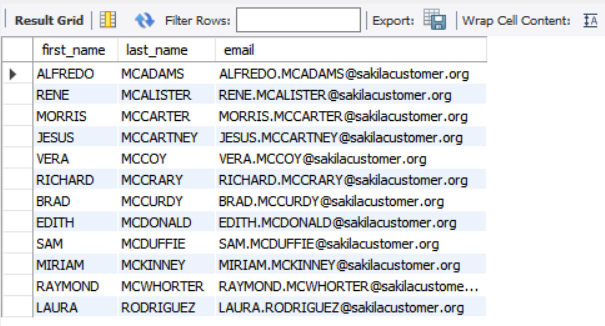 Result Grid Filter Rows: Export: Wrap Cell Content: IA
first_name last_name email
ALFREDO MCADAMS ALFREDO.MCADAMS@sakilacustomer.org
RENE MCALISTER RENE.MCALISTER@sakilacustomer.org
MORRIS MCCARTER MORRIS.MCCARTER@sakilacustomer.org
JESUS MCCARTNEY JESUS.MCCARTNEY@sakilacustomer.org
VERA MCCOY VERA.MCCOY@sakilacustomer.org
RICHARD MCCRARY RICHARD.MCCRARY@sakilacustomer.org
BRAD MCCURDY BRAD.MCCURDY@sakilacustomer.org
EDITH MCDONALD EDITH.MCDONALD@sakilacustomer.org
SAM MCDUFFIE SAM.MCDUFFIE@sakilacustomer.org
MIRIAM MCKINNEY MIRIAM.MCKINNEY@sakilacustomer.org
RAYMOND MCWHORTER RAYMOND.MCWHORTER@sakilacustome...
LAURA RODRIGUEZ LAURA.RODRIGUEZ@sakilacustomer.org